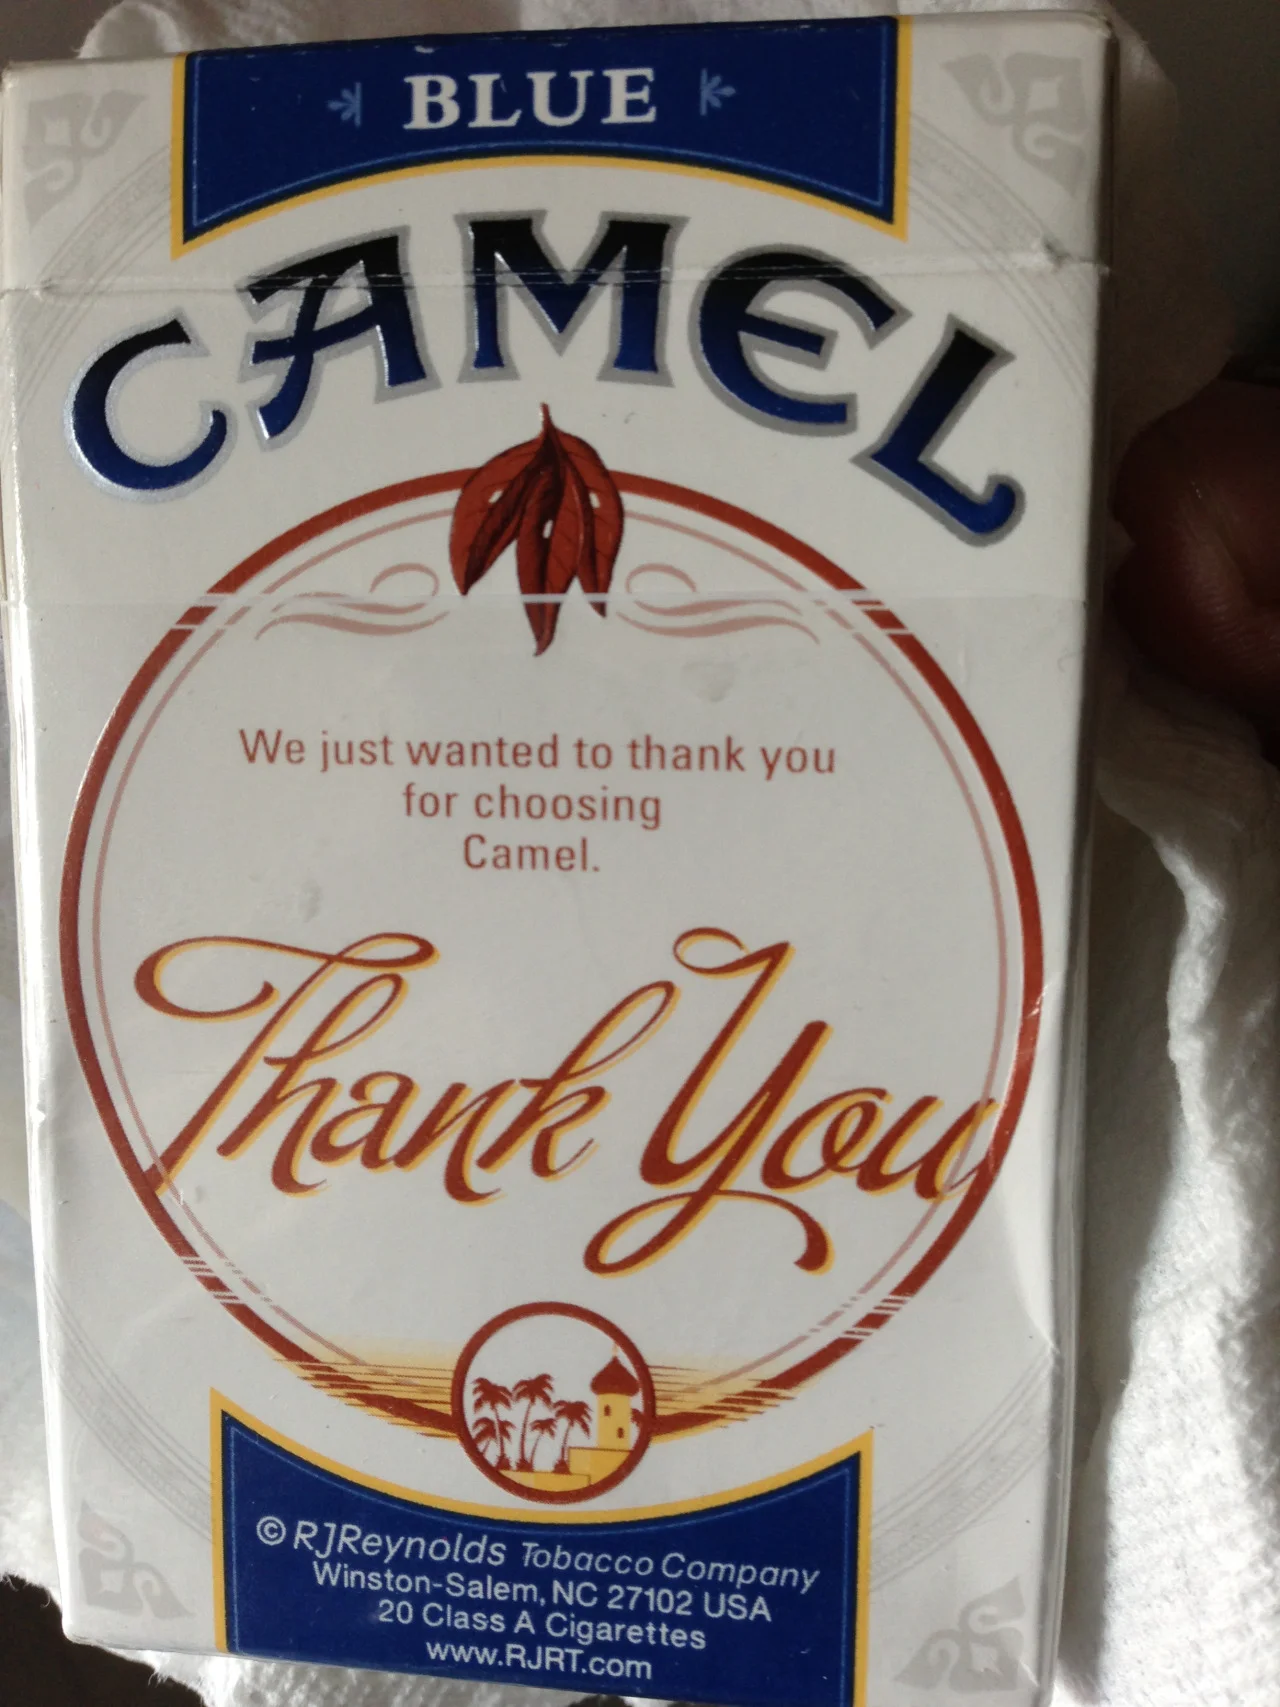 BLUE
CAMEL
We just wanted to thank you
for choosing
Camel.
Thank You
© RJReynolds Tobacco Company
Winston-Salem, NC 27102 USA
20 Class A Cigarettes
www.RJRT.com